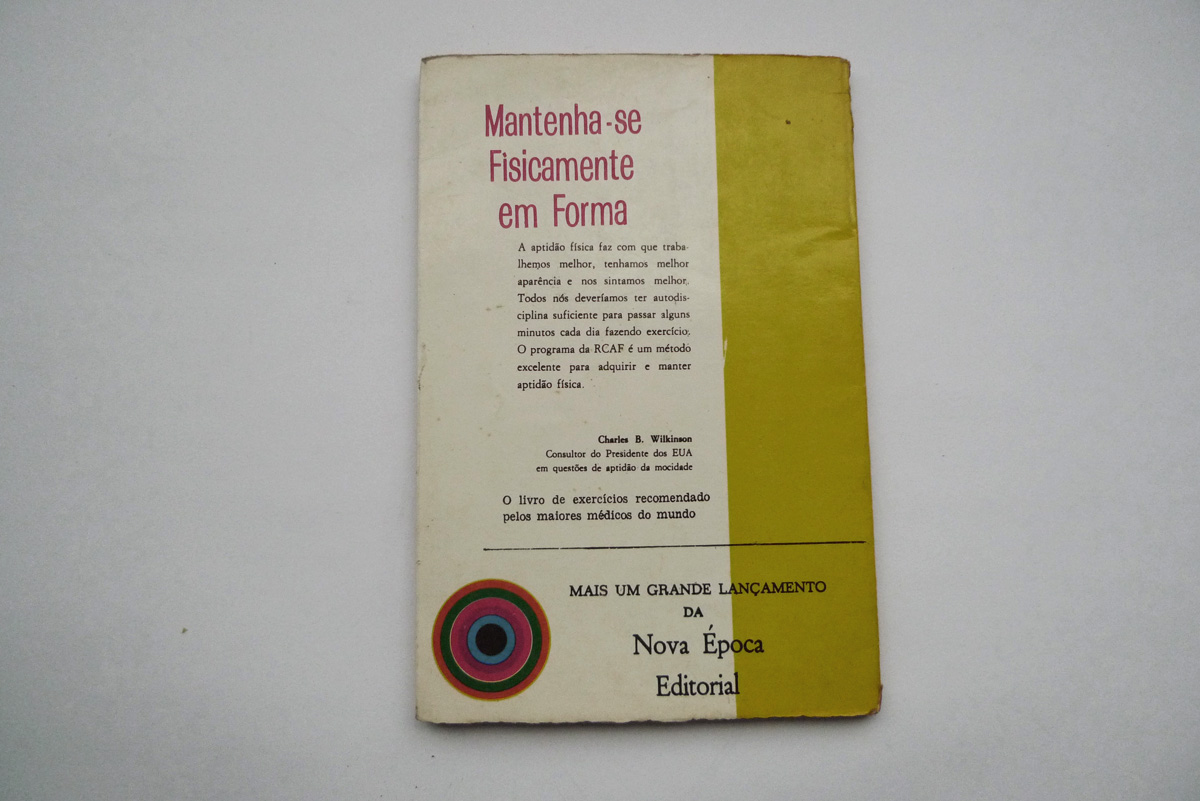 Mantenha-se
Fisicamente
em Forma
A aptidão física faz com que traba-
lhemos melhor, tenhamos melhor
aparência e nos sintamos melhor.
Todos nós deveríamos ter autodis-
ciplina suficiente para passar alguns
minutos cada dia fazendo exercício.
O programa da RCAF é um método
excelente para adquirir e manter
aptidão física.
Charles B. Wilkinson
Consultor do Presidente dos EUA
em questões de aptidão da mocidade
O livro de exercícios recomendado
pelos maiores médicos do mundo
MAIS UM GRANDE LANÇAMENTO
DA
Nova Época
Editorial